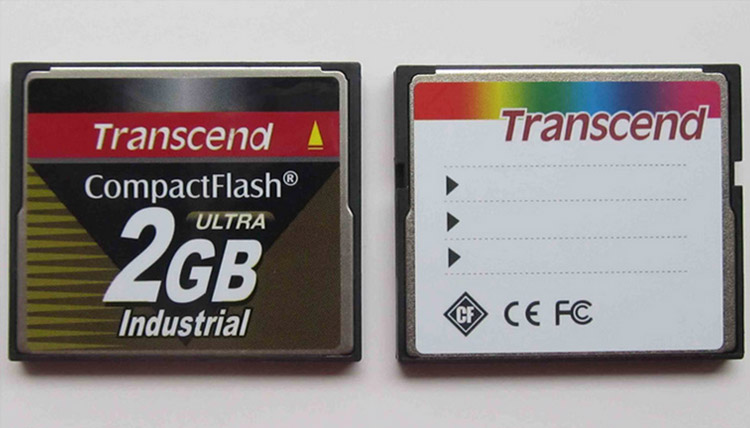 Transcend
CompactFlash®
ULTRA
2GB
Industrial
Transcend
CF CE FC